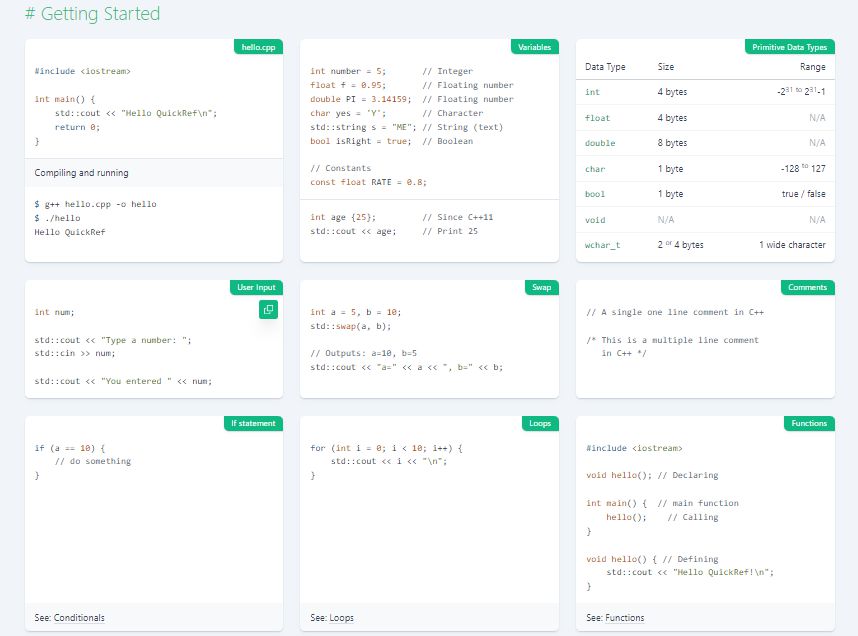 # Getting Started
hello.cpp
#include <iostream>
int main() {
    std::cout << "Hello QuickRef\n";
    return 0;
}
Compiling and running
$ g++ hello.cpp -o hello
$ ./hello
Hello QuickRef
Variables
int number = 5;       // Integer
float f = 0.95;       // Floating number
double PI = 3.14159;  // Floating number
char yes = 'Y';       // Character
std::string s = "ME"; // String (text)
bool isRight = true;  // Boolean
// Constants
const float RATE = 0.8;
int age {25};         // Since C++11
std::cout << age;     // Print 25
Primitive Data Types
Data Type Size Range
int 4 bytes -2³¹ to 2³¹-1
float 4 bytes N/A
double 8 bytes N/A
char 1 byte -128 to 127
bool 1 byte true / false
void N/A N/A
wchar_t 2 or 4 bytes 1 wide character
User Input
int num;
std::cout << "Type a number: ";
std::cin >> num;
std::cout << "You entered " << num;
Swap
int a = 5, b = 10;
std::swap(a, b);
// Outputs: a=10, b=5
std::cout << "a=" << a << ", b=" << b;
Comments
// A single one line comment in C++
/* This is a multiple line comment
   in C++ */
If statement
if (a == 10) {
    // do something
}
See: Conditionals
Loops
for (int i = 0; i < 10; i++) {
    std::cout << i << "\n";
}
See: Loops
Functions
#include <iostream>
void hello(); // Declaring
int main() {  // main function
    hello();    // Calling
}
void hello() { // Defining
    std::cout << "Hello QuickRef!\n";
}
See: Functions